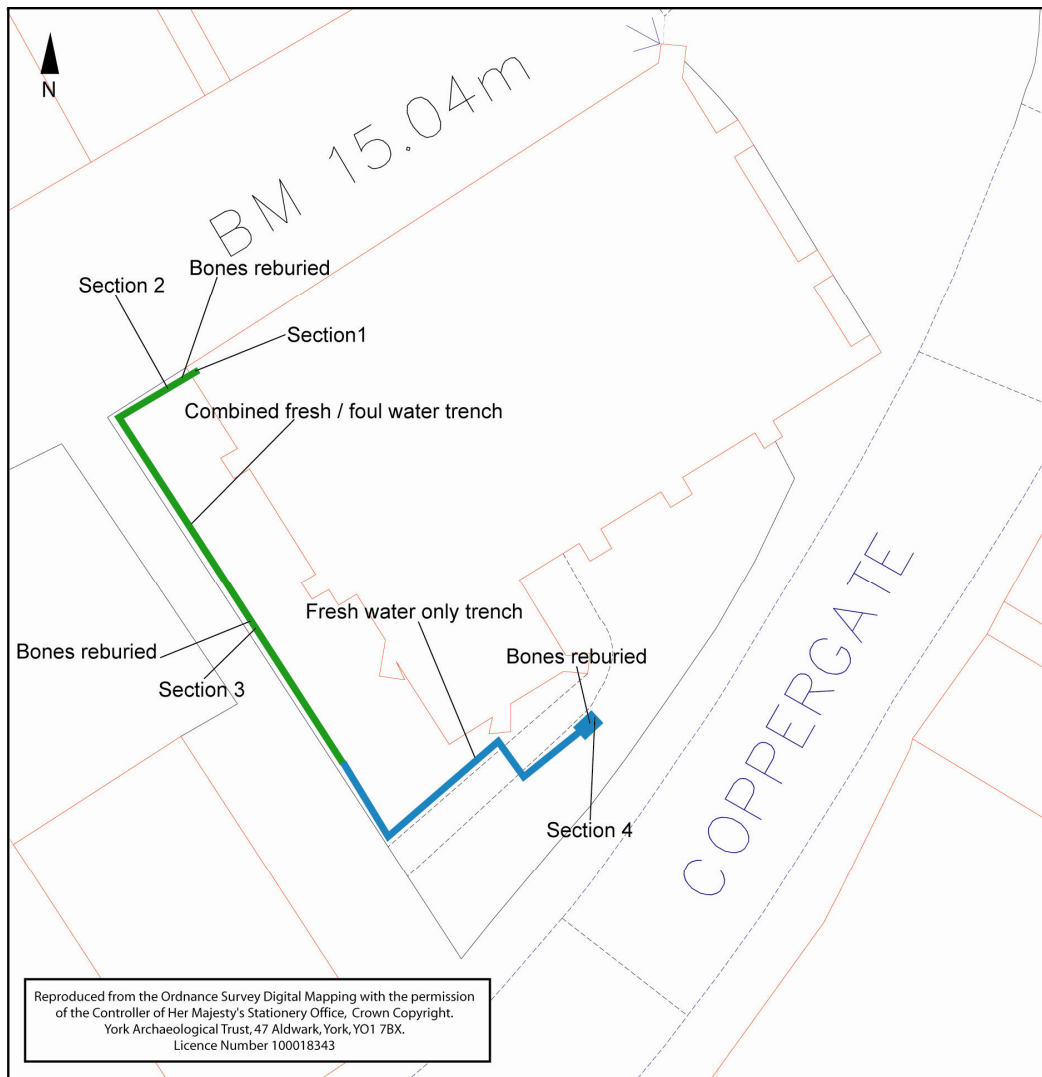 N
BM 15.04m
Bones reburied
Section 2
Section1
Combined fresh / foul water trench
Fresh water only trench
Bones reburied
Bones reburied
Section 3
Section 4
COPPERGATE
Reproduced from the Ordnance Survey Digital Mapping with the permission
of the Controller of Her Majesty's Stationery Office, Crown Copyright.
York Archaeological Trust, 47 Aldwark, York, YO1 7BX.
Licence Number 100018343